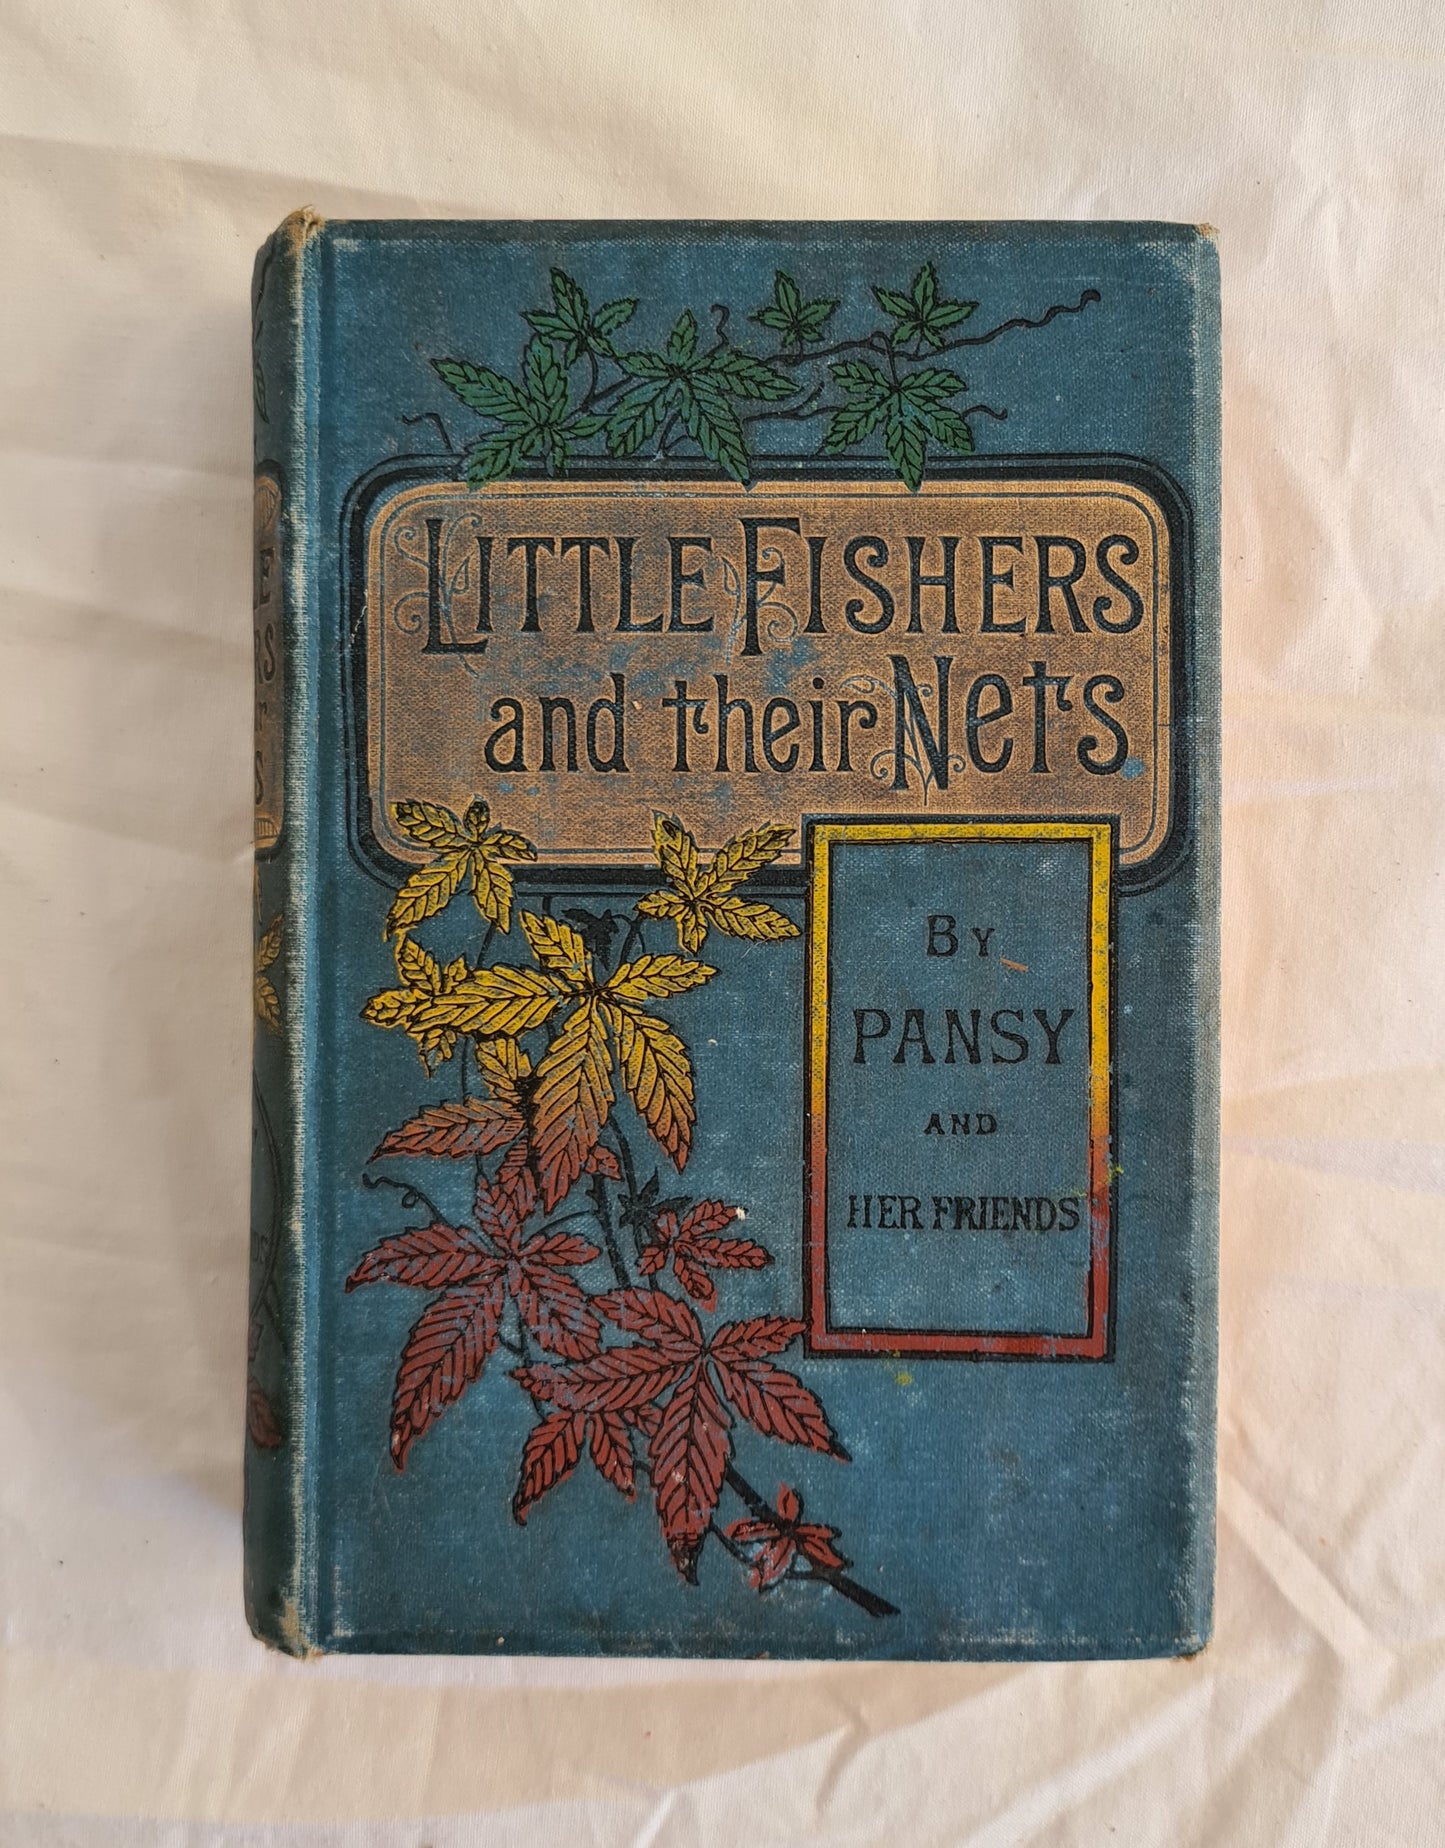 LITTLE FISHERS
and their Nets
BY
PANSY
AND
HER FRIENDS